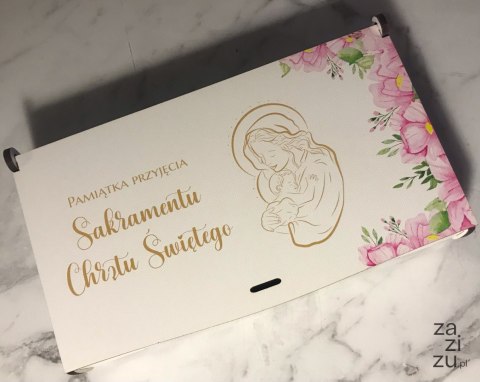 PAMIĄTKA PRZYJĘCIA
Sakramentu
Chrztu Świętego
za
zi
zu.pl